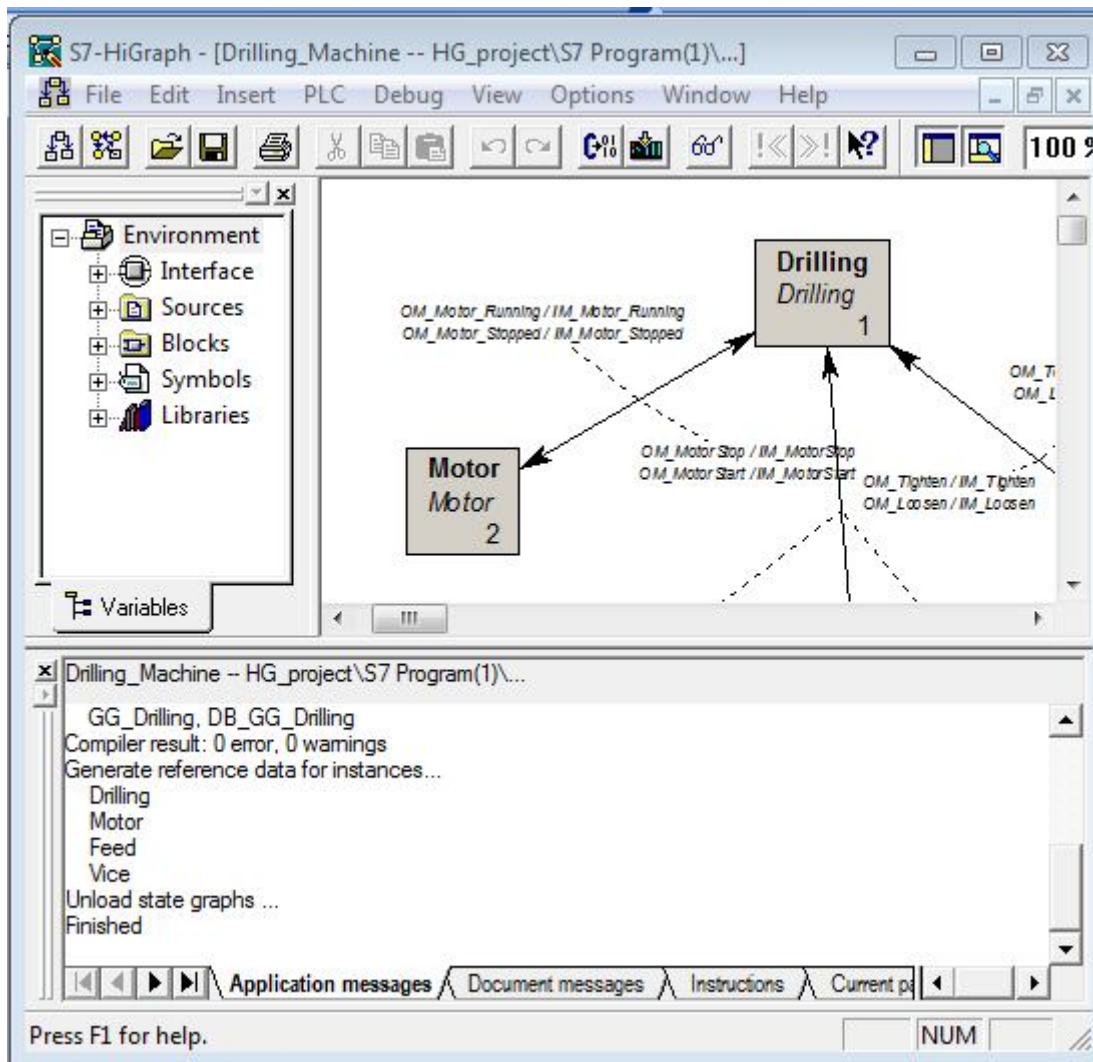 S7-HiGraph - [Drilling_Machine -- HG_project\S7 Program(1)\...]
File Edit Insert PLC Debug View Options Window Help
100 %
Environment
Interface
Sources
Blocks
Symbols
Libraries
Variables
Drilling
Drilling
1
OM_Motor_Running / IM_Motor_Running
OM_Motor_Stopped / IM_Motor_Stopped
OM_T
OM_L
OM_MotorStop / IM_MotorStop
OM_MotorStart / IM_MotorStart
OM_Tighten / IM_Tighten
OM_Loosen / IM_Loosen
Motor
Motor
2
Drilling_Machine -- HG_project\S7 Program(1)\...
GG_Drilling, DB_GG_Drilling
Compiler result: 0 error, 0 warnings
Generate reference data for instances...
Drilling
Motor
Feed
Vice
Unload state graphs ...
Finished
Application messages Document messages Instructions Current pa
Press F1 for help.
NUM